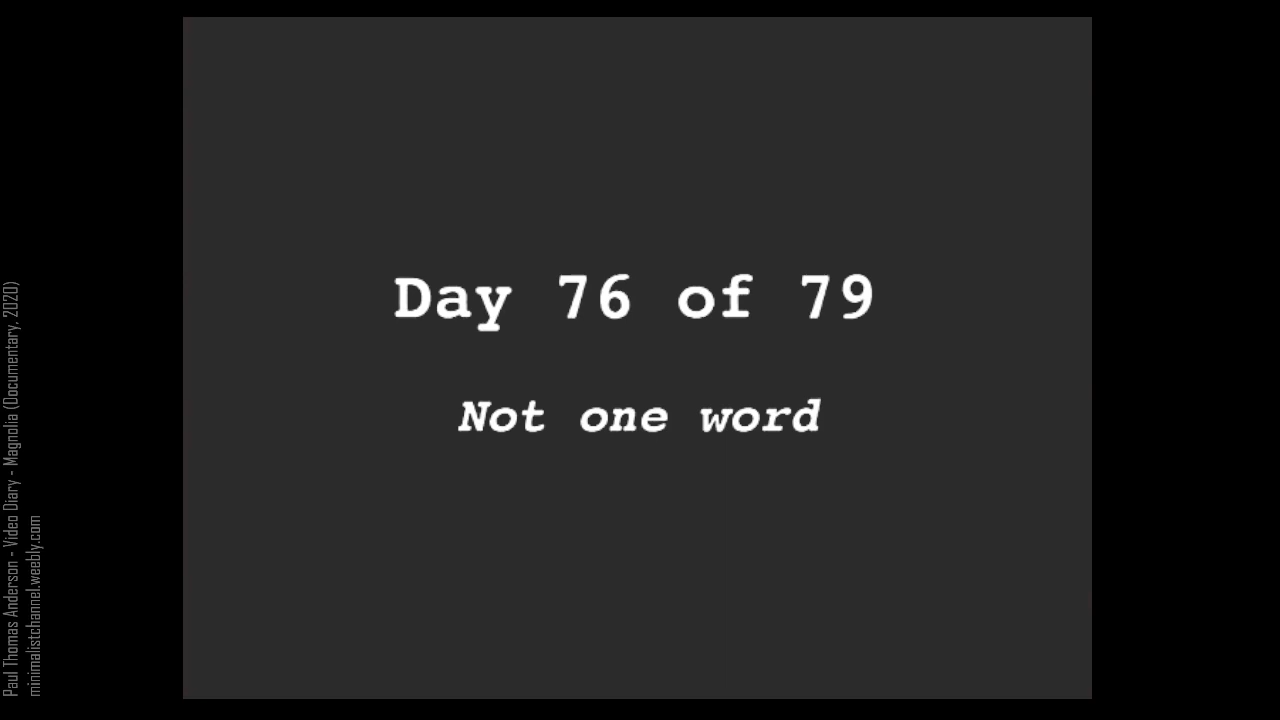 Day 76 of 79
Not one word
Paul Thomas Anderson - Video Diary - Magnolia (Documentary, 2020)
minimalistchannel.weebly.com